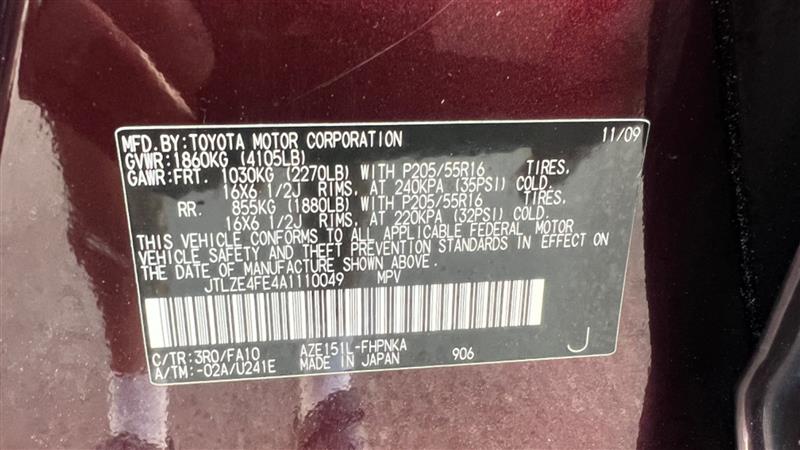 MFD.BY:TOYOTA MOTOR CORPORATION 11/09
GVWR:1860KG (4105LB)
GAWR:FRT. 1030KG (2270LB) WITH P205/55R16 TIRES,
16X6 1/2J RIMS, AT 240KPA (35PSI) COLD.
RR. 855KG (1880LB) WITH P205/55R16 TIRES,
16X6 1/2J RIMS, AT 220KPA (32PSI) COLD.
THIS VEHICLE CONFORMS TO ALL APPLICABLE FEDERAL MOTOR
VEHICLE SAFETY AND THEFT PREVENTION STANDARDS IN EFFECT ON
THE DATE OF MANUFACTURE SHOWN ABOVE.
JTLZE4FE4A1110049 MPV
C/TR:3R0/FA10 AZE151L-FHPNKA
A/TM:-02A/U241E MADE IN JAPAN 906 J